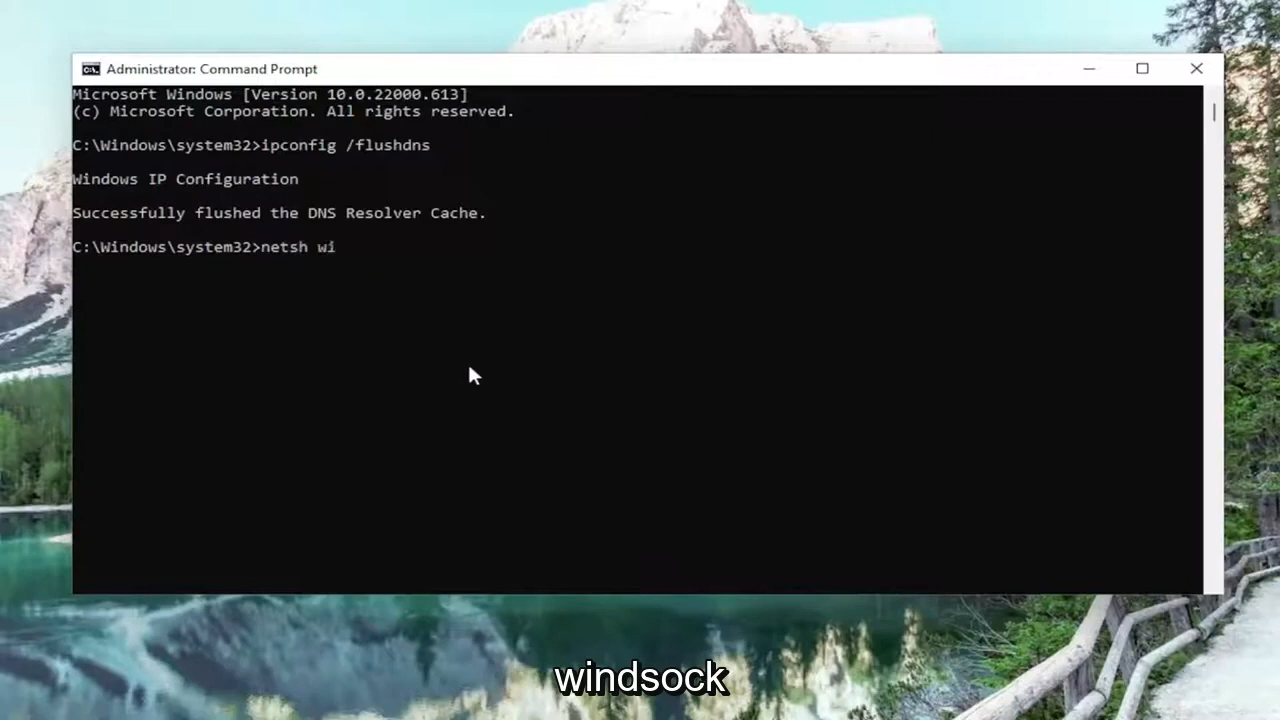 Administrator: Command Prompt
Microsoft Windows [Version 10.0.22000.613]
(c) Microsoft Corporation. All rights reserved.
C:\Windows\system32>ipconfig /flushdns
Windows IP Configuration
Successfully flushed the DNS Resolver Cache.
C:\Windows\system32>netsh wi
windsock